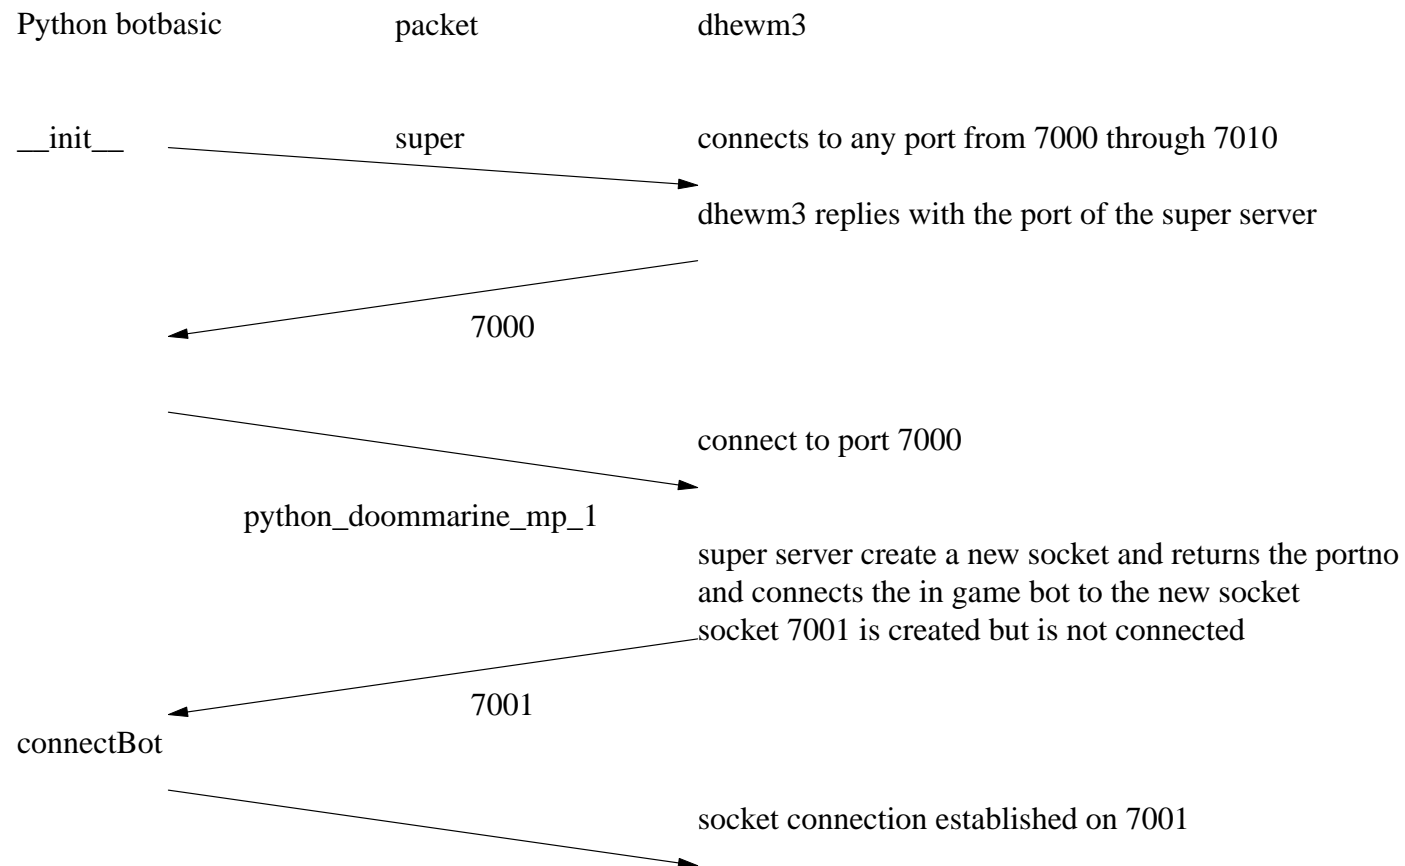 Python botbasic packet dhewm3
__init__ super connects to any port from 7000 through 7010
dhewm3 replies with the port of the super server
7000
connect to port 7000
python_doommarine_mp_1
super server create a new socket and returns the portno
and connects the in game bot to the new socket
socket 7001 is created but is not connected
7001
connectBot
socket connection established on 7001